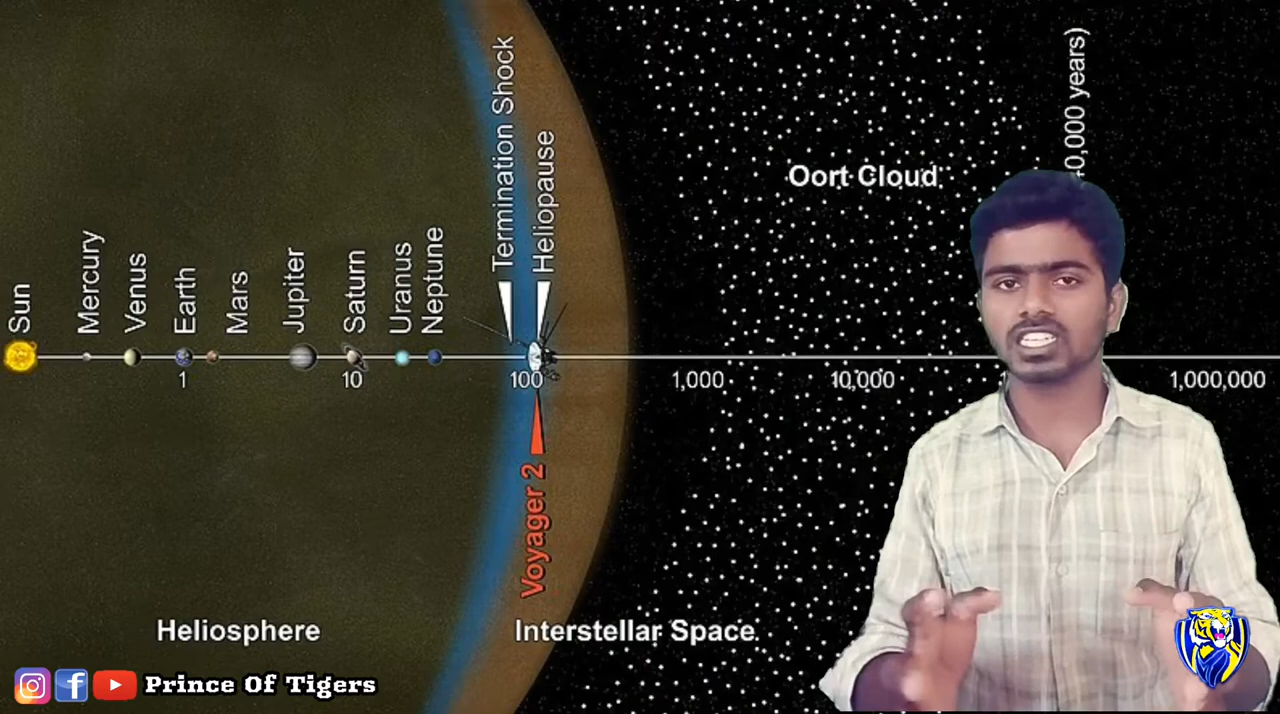 Sun
Mercury
Venus
Earth
Mars
Jupiter
Saturn
Uranus
Neptune
Termination Shock
Heliopause
Oort Cloud
0,000 years)
1
10
100
1,000
10,000
1,000,000
Voyager 2
Heliosphere
Interstellar Space
Prince Of Tigers